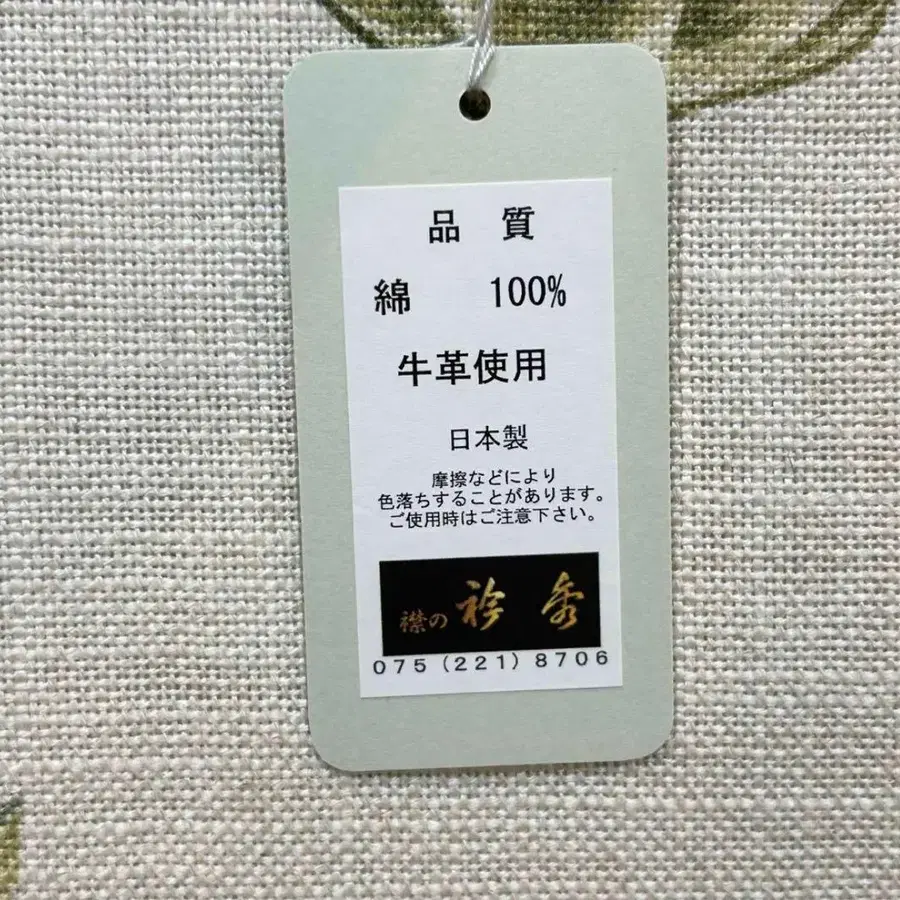 品 質
綿 100%
牛革使用
日本製
摩擦などにより
色落ちすることがあります。
ご使用時はご注意下さい。
襟の 衿 秀
075(221)8706